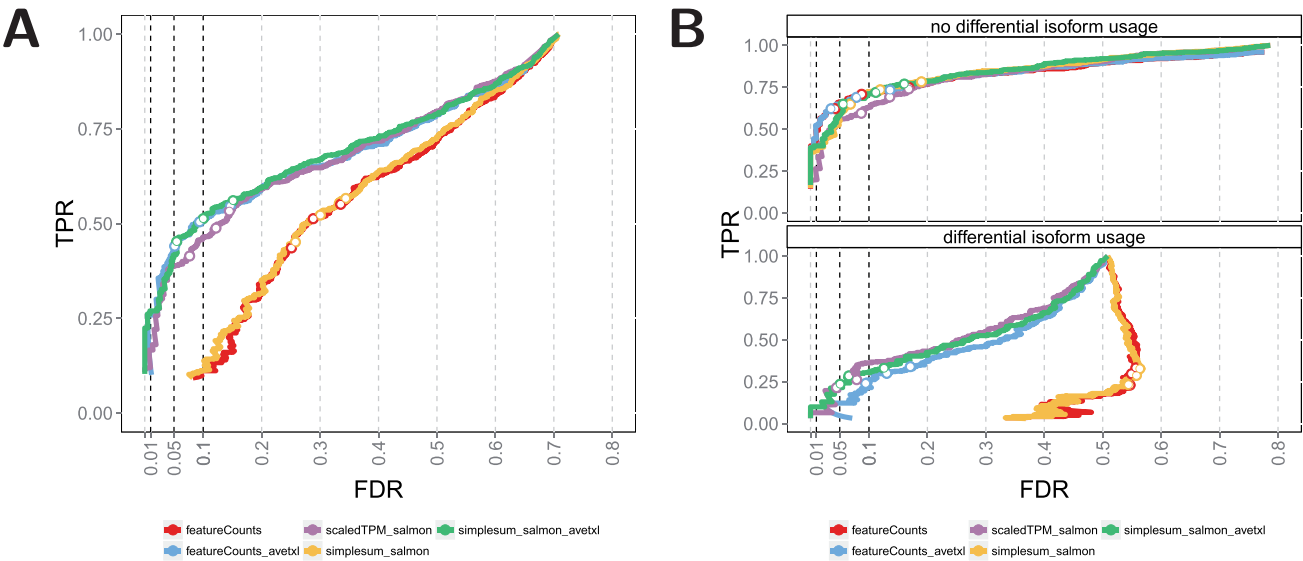 A
1.00
0.75
0.50
0.25
0.00
TPR
0.01
0.05
0.1
0.2
0.3
0.4
0.5
0.6
0.7
0.8
FDR
featureCounts
scaledTPM_salmon
simplesum_salmon_avetxl
featureCounts_avetxl
simplesum_salmon
B
no differential isoform usage
1.00
0.75
0.50
0.25
0.00
TPR
differential isoform usage
1.00
0.75
0.50
0.25
0.00
0.01
0.05
0.1
0.2
0.3
0.4
0.5
0.6
0.7
0.8
FDR
featureCounts
scaledTPM_salmon
simplesum_salmon_avetxl
featureCounts_avetxl
simplesum_salmon